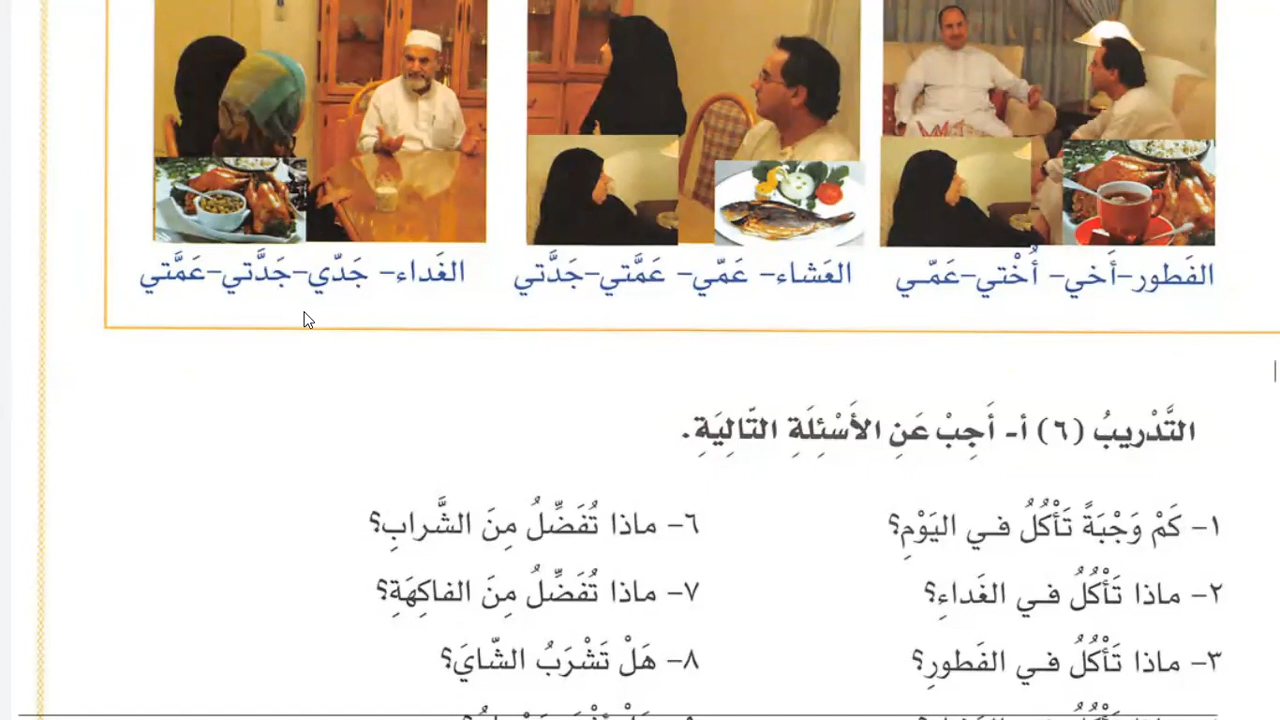 الفَطور-أَخي- أُخْتي-عَمّـي
العَشاء- عَمّي- عَمَّتي-جَدَّتي
الغَداء- جَدّي-جَدَّتي-عَمَّتي
التَّدْريبُ (٦) أ- أَجِبْ عَنِ الأَسْئِلَةِ التّالِيَةِ.
١- كَمْ وَجْبَةً تَأْكُلُ فـي اليَوْمِ؟
٢- ماذا تَأْكُلُ فـي الغَداءِ؟
٣- ماذا تَأْكُلُ فـي الفَطورِ؟
٦- ماذا تُفَضِّلُ مِنَ الشَّرابِ؟
٧- ماذا تُفَضِّلُ مِنَ الفاكِهَةِ؟
٨- هَلْ تَشْرَبُ الشّايَ؟